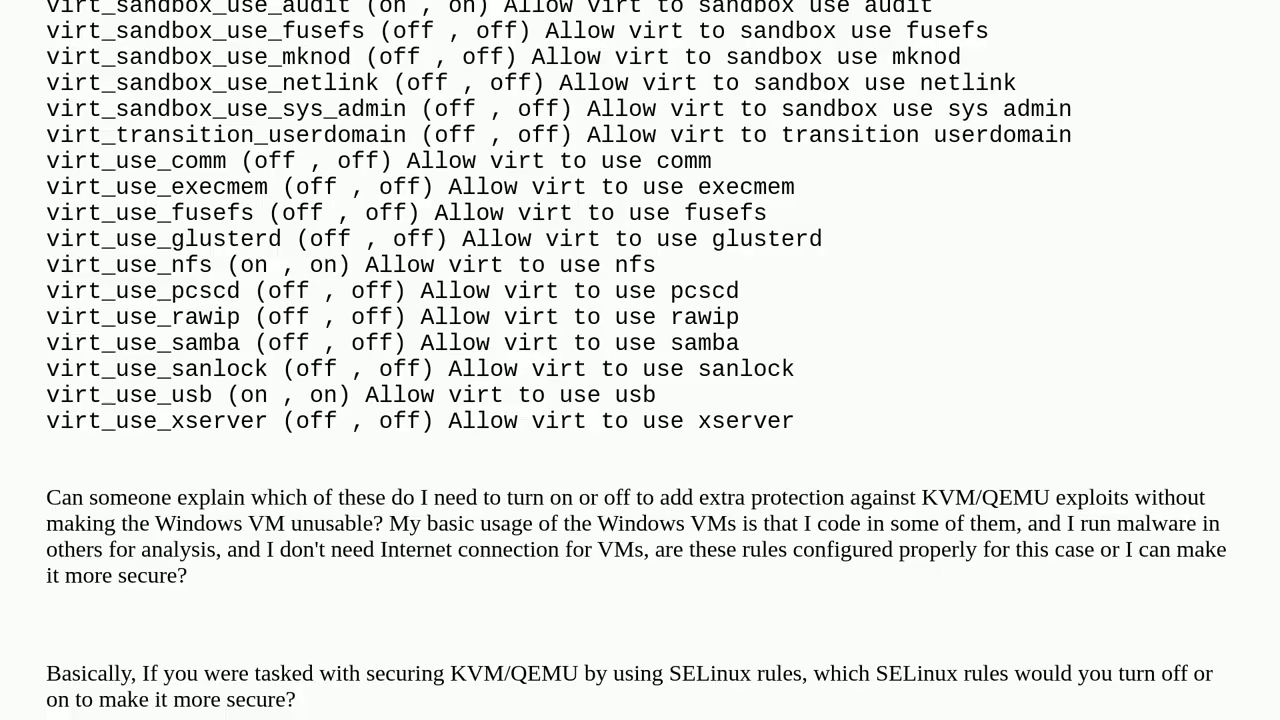 virt_sandbox_use_audit (on , on) Allow virt to sandbox use audit
virt_sandbox_use_fusefs (off , off) Allow virt to sandbox use fusefs
virt_sandbox_use_mknod (off , off) Allow virt to sandbox use mknod
virt_sandbox_use_netlink (off , off) Allow virt to sandbox use netlink
virt_sandbox_use_sys_admin (off , off) Allow virt to sandbox use sys admin
virt_transition_userdomain (off , off) Allow virt to transition userdomain
virt_use_comm (off , off) Allow virt to use comm
virt_use_execmem (off , off) Allow virt to use execmem
virt_use_fusefs (off , off) Allow virt to use fusefs
virt_use_glusterd (off , off) Allow virt to use glusterd
virt_use_nfs (on , on) Allow virt to use nfs
virt_use_pcscd (off , off) Allow virt to use pcscd
virt_use_rawip (off , off) Allow virt to use rawip
virt_use_samba (off , off) Allow virt to use samba
virt_use_sanlock (off , off) Allow virt to use sanlock
virt_use_usb (on , on) Allow virt to use usb
virt_use_xserver (off , off) Allow virt to use xserver
Can someone explain which of these do I need to turn on or off to add extra protection against KVM/QEMU exploits without
making the Windows VM unusable? My basic usage of the Windows VMs is that I code in some of them, and I run malware in
others for analysis, and I don't need Internet connection for VMs, are these rules configured properly for this case or I can make
it more secure?
Basically, If you were tasked with securing KVM/QEMU by using SELinux rules, which SELinux rules would you turn off or
on to make it more secure?